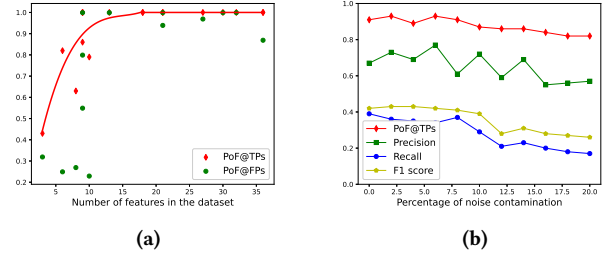 1.0
0.9
0.8
0.7
0.6
0.5
0.4
0.3
0.2
PoF@TPs
PoF@FPs
5 10 15 20 25 30 35
Number of features in the dataset
(a)
1.0
0.8
0.6
0.4
0.2
0.0
PoF@TPs
Precision
Recall
F1 score
0.0 2.5 5.0 7.5 10.0 12.5 15.0 17.5 20.0
Percentage of noise contamination
(b)